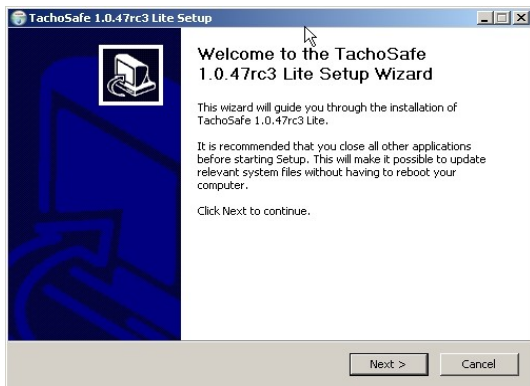 TachoSafe 1.0.47rc3 Lite Setup
Welcome to the TachoSafe
1.0.47rc3 Lite Setup Wizard
This wizard will guide you through the installation of
TachoSafe 1.0.47rc3 Lite.
It is recommended that you close all other applications
before starting Setup. This will make it possible to update
relevant system files without having to reboot your
computer.
Click Next to continue.
Next >
Cancel